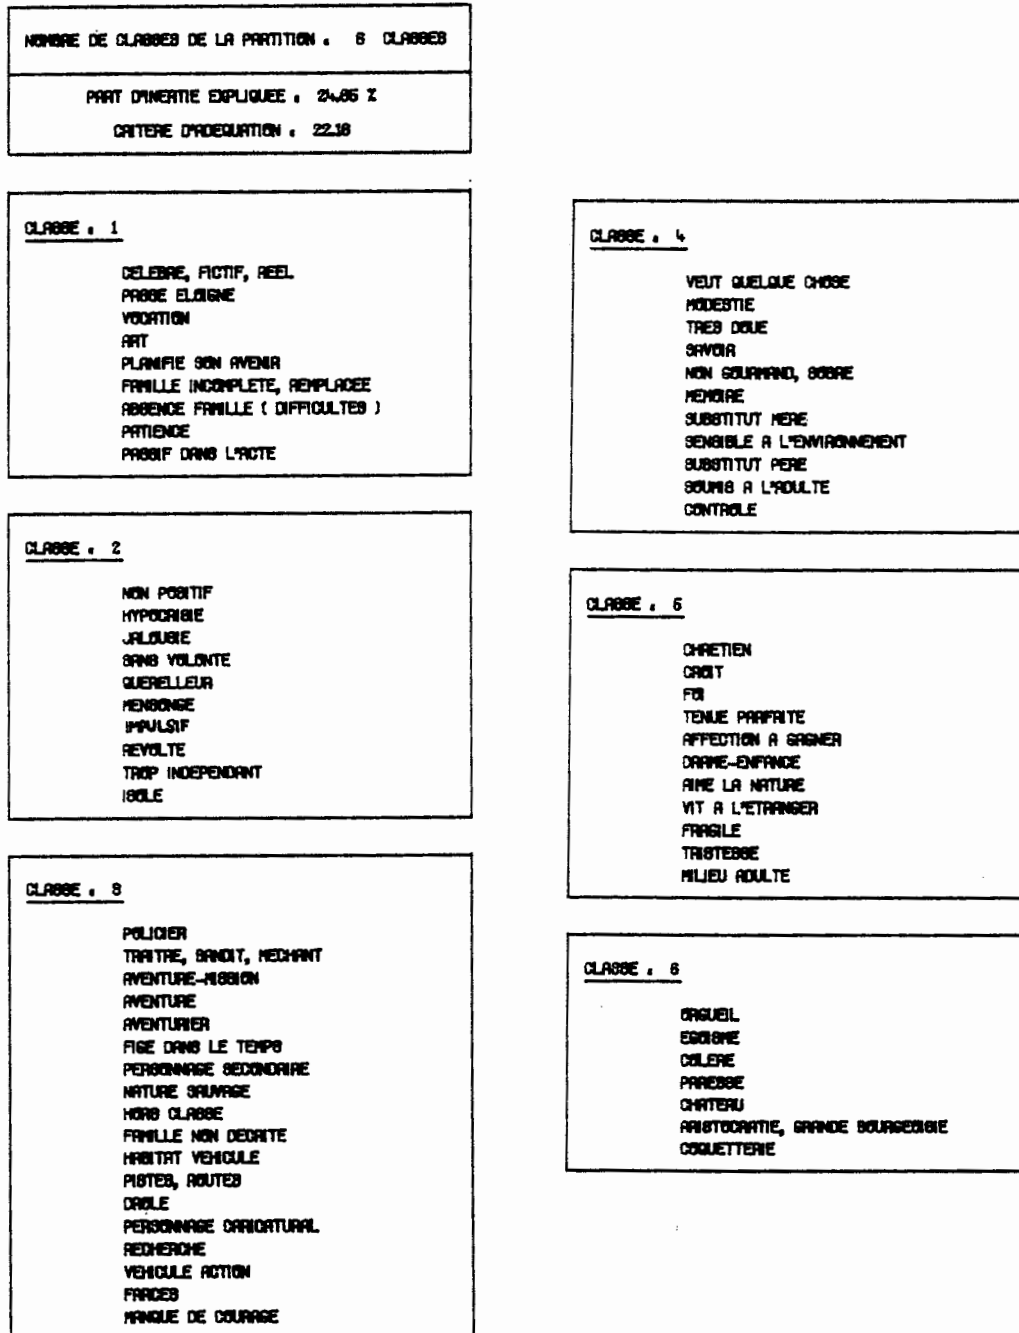 NOMBRE DE CLASSES DE LA PARTITION : 6 CLASSES
PART D'INERTIE EXPLIQUEE : 24.85 %
CRITERE D'ADEQUATION : 22.18
CLASSE : 1
CELEBRE, FICTIF, REEL
PASSE ELOIGNE
VOCATION
ART
PLANIFIE SON AVENIR
FAMILLE INCOMPLETE, REMPLACEE
ABSENCE FAMILLE ( DIFFICULTES )
PATIENCE
PASSIF DANS L'ACTE
CLASSE : 2
NON POSITIF
HYPOCRISIE
JALOUSIE
SANS VOLONTE
QUERELLEUR
MENSONGE
IMPULSIF
REVOLTE
TROP INDEPENDANT
ISOLE
CLASSE : 3
POLICIER
TRAITRE, BANDIT, MECHANT
AVENTURE-MISSION
AVENTURE
AVENTURIER
FIGE DANS LE TEMPS
PERSONNAGE SECONDAIRE
NATURE SAUVAGE
HORS CLASSE
FAMILLE NON DECRITE
HABITAT VEHICULE
PISTES, ROUTES
DROLE
PERSONNAGE CARICATURAL
RECHERCHE
VEHICULE ACTION
FARCES
MANQUE DE COURAGE
CLASSE : 4
VEUT QUELQUE CHOSE
MODESTIE
TRES DOUE
SAVOIR
NON GOURMAND, SOBRE
MEMOIRE
SUBSTITUT MERE
SENSIBLE A L'ENVIRONNEMENT
SUBSTITUT PERE
SOUMIS A L'ADULTE
CONTROLE
CLASSE : 5
CHRETIEN
CROIT
FOI
TENUE PARFAITE
AFFECTION A GAGNER
DRAME-ENFANCE
AIME LA NATURE
VIT A L'ETRANGER
FRAGILE
TRISTESSE
MILIEU ADULTE
CLASSE : 6
ORGUEIL
EGOISME
COLERE
PARESSE
CHATEAU
ARISTOCRATIE, GRANDE BOURGEOISIE
COQUETTERIE